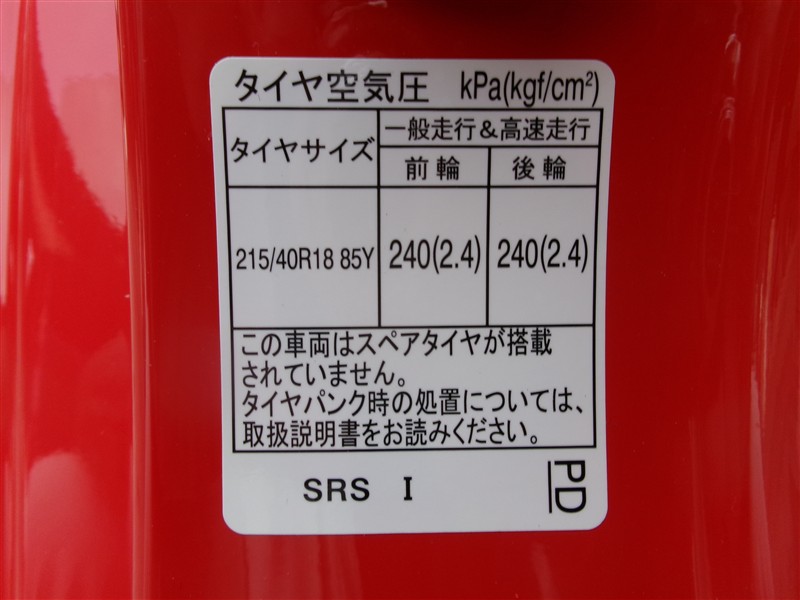 タイヤ空気圧 kPa(kgf/cm²)
タイヤサイズ 一般走行&高速走行
前輪 後輪
215/40R18 85Y 240(2.4) 240(2.4)
この車両はスペアタイヤが搭載
されていません。
タイヤパンク時の処置については、
取扱説明書をお読みください。
SRS I PD